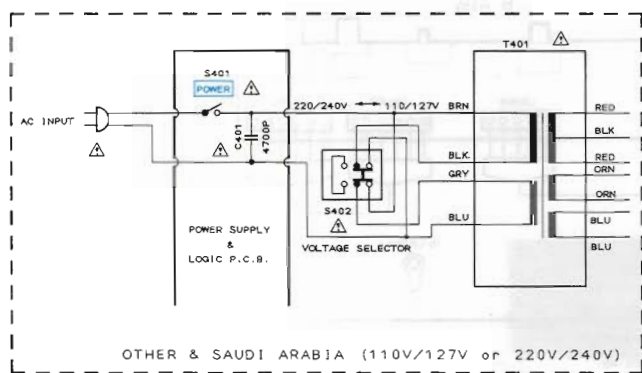 T401
S401
POWER
220/240V
110/127V
BRN
RED
AC INPUT
C401
4700P
BLK
BLK
RED
GRY
ORN
ORN
S402
BLU
BLU
POWER SUPPLY
&
LOGIC P.C.B.
VOLTAGE SELECTOR
BLU
OTHER & SAUDI ARABIA (110V/127V or 220V/240V)